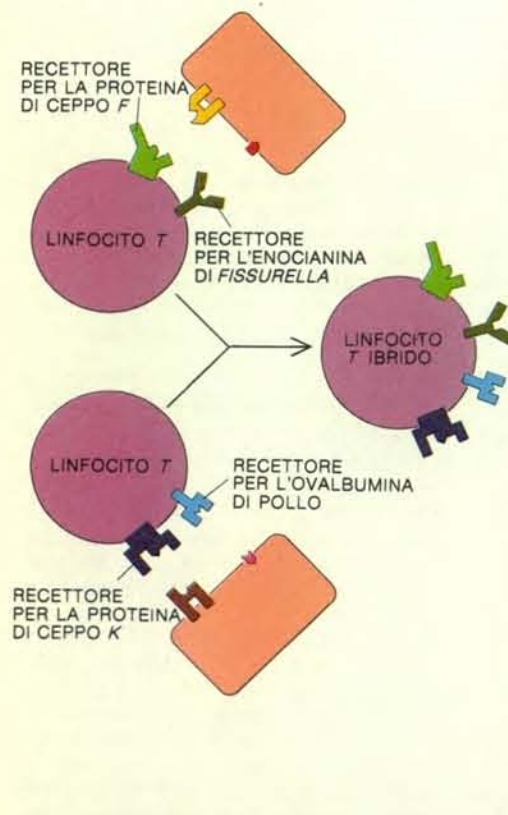 RECETTORE
PER LA PROTEINA
DI CEPPO F
LINFOCITO T
RECETTORE
PER L'ENOCIANINA
DI FISSURELLA
LINFOCITO
T IBRIDO
LINFOCITO T
RECETTORE
PER L'OVALBUMINA
DI POLLO
RECETTORE
PER LA PROTEINA
DI CEPPO K